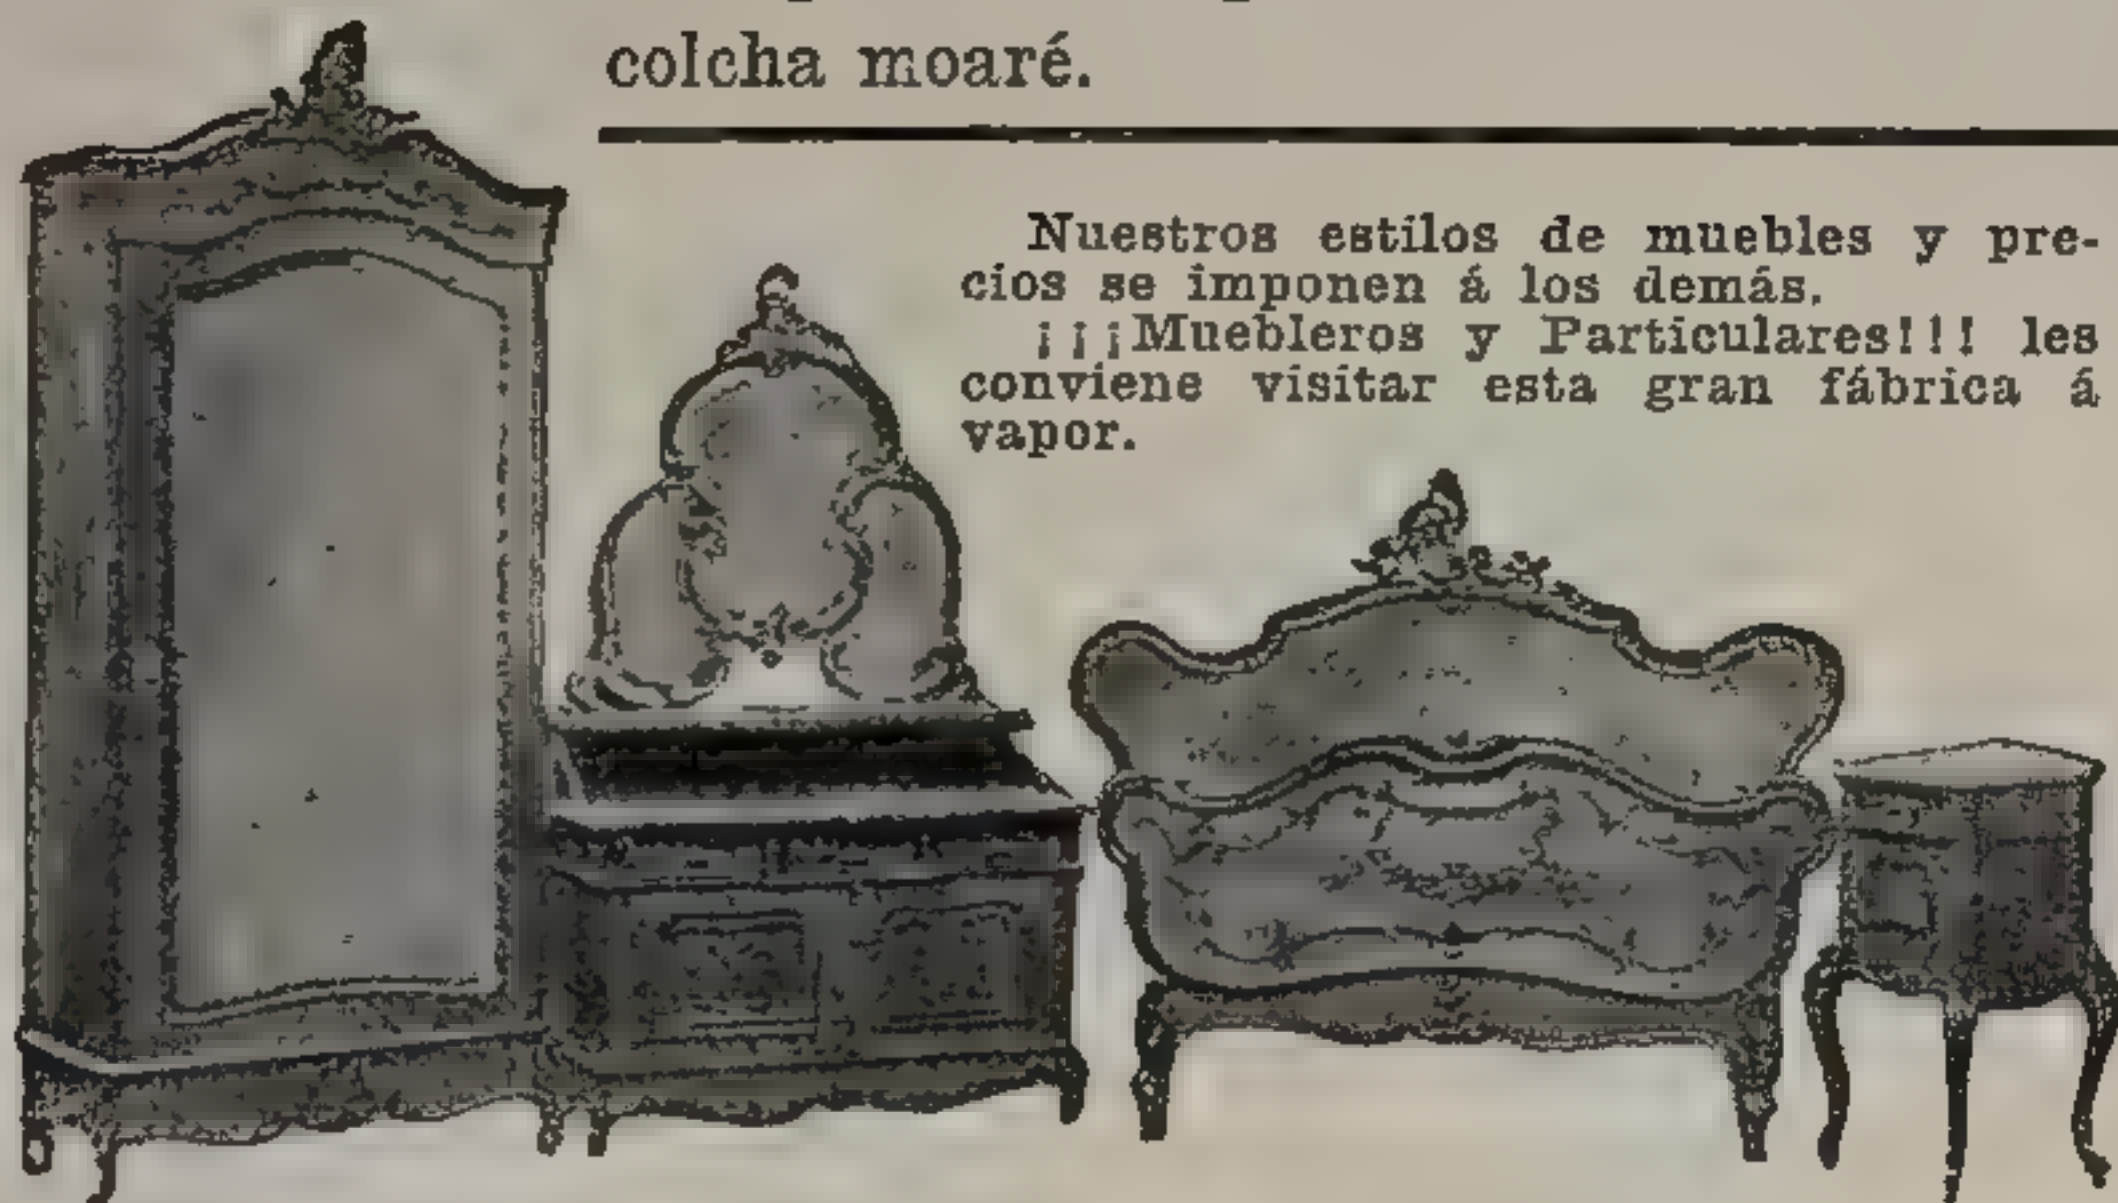 colcha moaré.
Nuestros estilos de muebles y pre-
cios se imponen á los demás.
¡¡¡Muebleros y Particulares!!! les
conviene visitar esta gran fábrica á
vapor.